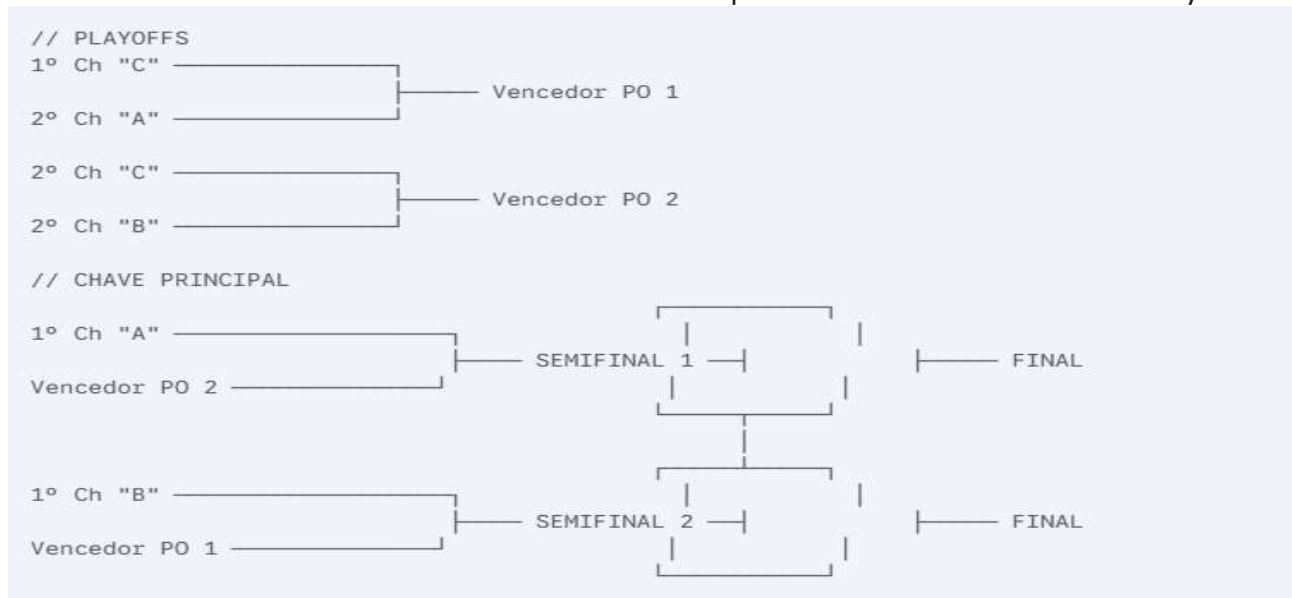 // PLAYOFFS
1º Ch "C"
Vencedor PO 1
2º Ch "A"
2º Ch "C"
Vencedor PO 2
2º Ch "B"
// CHAVE PRINCIPAL
1º Ch "A"
SEMIFINAL 1 FINAL
Vencedor PO 2
1º Ch "B"
SEMIFINAL 2 FINAL
Vencedor PO 1